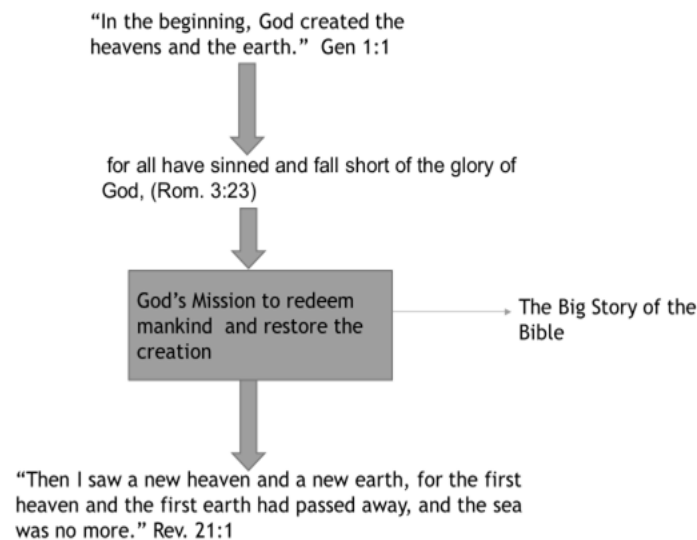 “In the beginning, God created the
heavens and the earth.” Gen 1:1
for all have sinned and fall short of the glory of
God, (Rom. 3:23)
God’s Mission to redeem
mankind and restore the
creation
The Big Story of the
Bible
“Then I saw a new heaven and a new earth, for the first
heaven and the first earth had passed away, and the sea
was no more.” Rev. 21:1